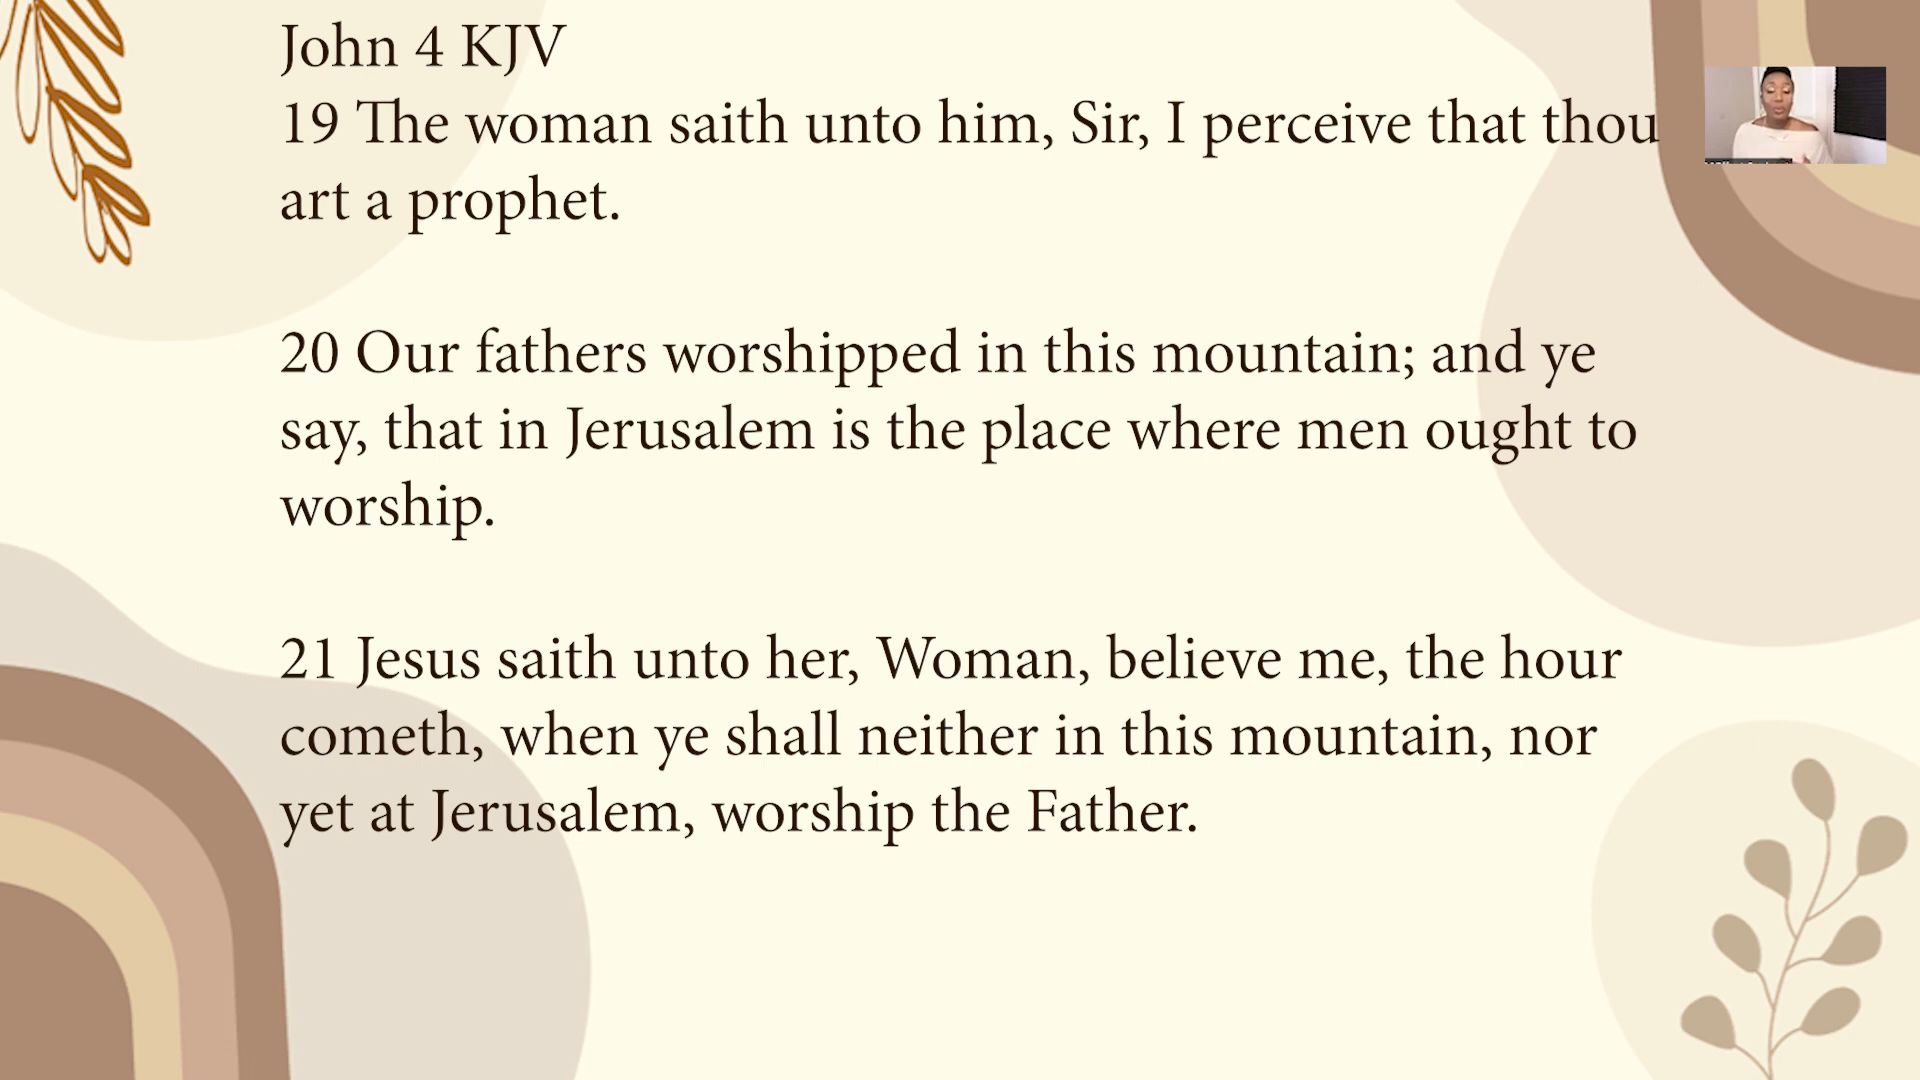 John 4 KJV
19 The woman saith unto him, Sir, I perceive that thou
art a prophet.
20 Our fathers worshipped in this mountain; and ye
say, that in Jerusalem is the place where men ought to
worship.
21 Jesus saith unto her, Woman, believe me, the hour
cometh, when ye shall neither in this mountain, nor
yet at Jerusalem, worship the Father.